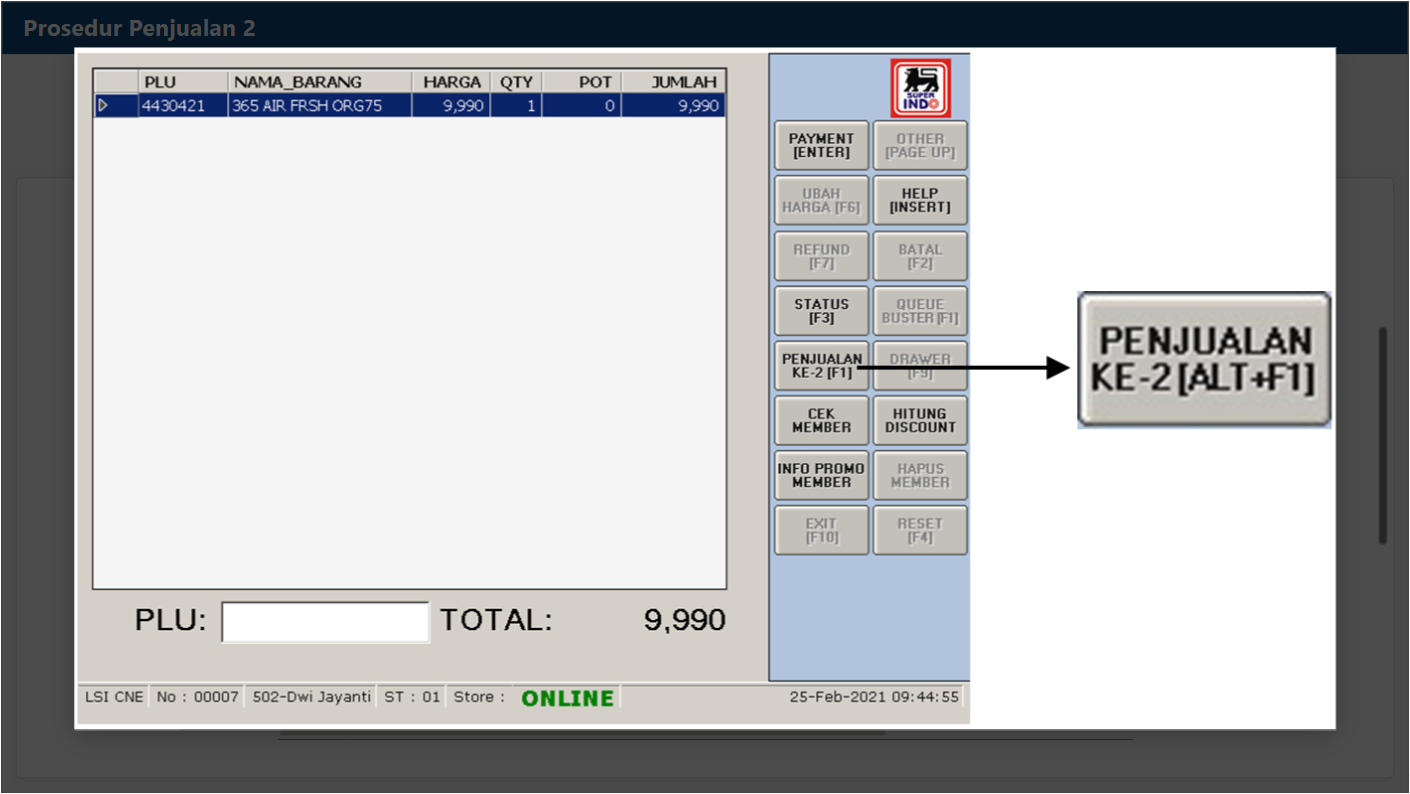 Prosedur Penjualan 2
PLU NAMA_BARANG HARGA QTY POT JUMLAH
4430421 365 AIR FRSH ORG75 9,990 1 0 9,990
SUPER
INDO
PAYMENT
[ENTER]
OTHER
[PAGE UP]
UBAH
HARGA [F6]
HELP
[INSERT]
REFUND
[F7]
BATAL
[F2]
STATUS
[F3]
QUEUE
BUSTER [F1]
PENJUALAN
KE-2 [F1]
DRAWER
[F9]
PENJUALAN
KE-2 [ALT+F1]
CEK
MEMBER
HITUNG
DISCOUNT
INFO PROMO
MEMBER
HAPUS
MEMBER
EXIT
[F10]
RESET
[F4]
PLU: TOTAL: 9,990
LSI CNE No : 00007 502-Dwi Jayanti ST : 01 Store : ONLINE 25-Feb-2021 09:44:55